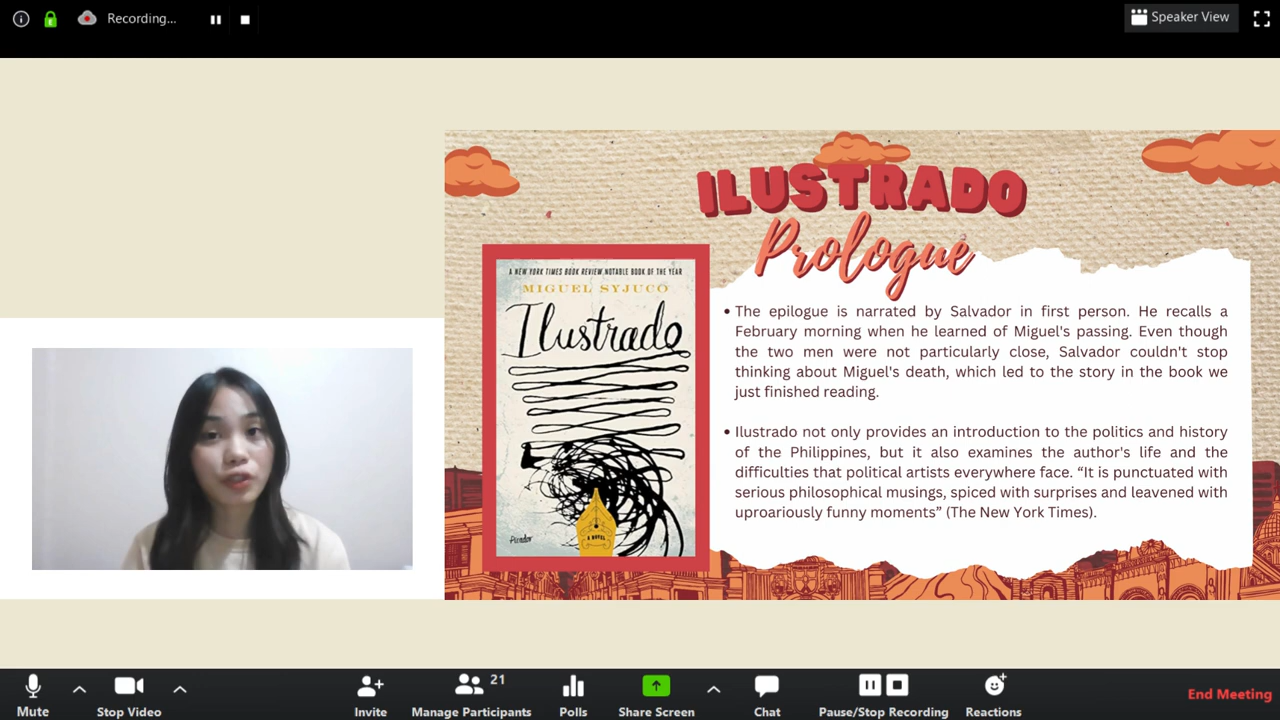 Recording...
Speaker View
ILUSTRADO
Prologue
A NEW YORK TIMES BOOK REVIEW NOTABLE BOOK OF THE YEAR
MIGUEL SYJUCO
Ilustrado
A NOVEL
Picador
• The epilogue is narrated by Salvador in first person. He recalls a
February morning when he learned of Miguel's passing. Even though
the two men were not particularly close, Salvador couldn't stop
thinking about Miguel's death, which led to the story in the book we
just finished reading.
• Ilustrado not only provides an introduction to the politics and history
of the Philippines, but it also examines the author's life and the
difficulties that political artists everywhere face. “It is punctuated with
serious philosophical musings, spiced with surprises and leavened with
uproariously funny moments” (The New York Times).
Mute
Stop Video
Invite
21
Manage Participants
Polls
Share Screen
Chat
Pause/Stop Recording
Reactions
End Meeting